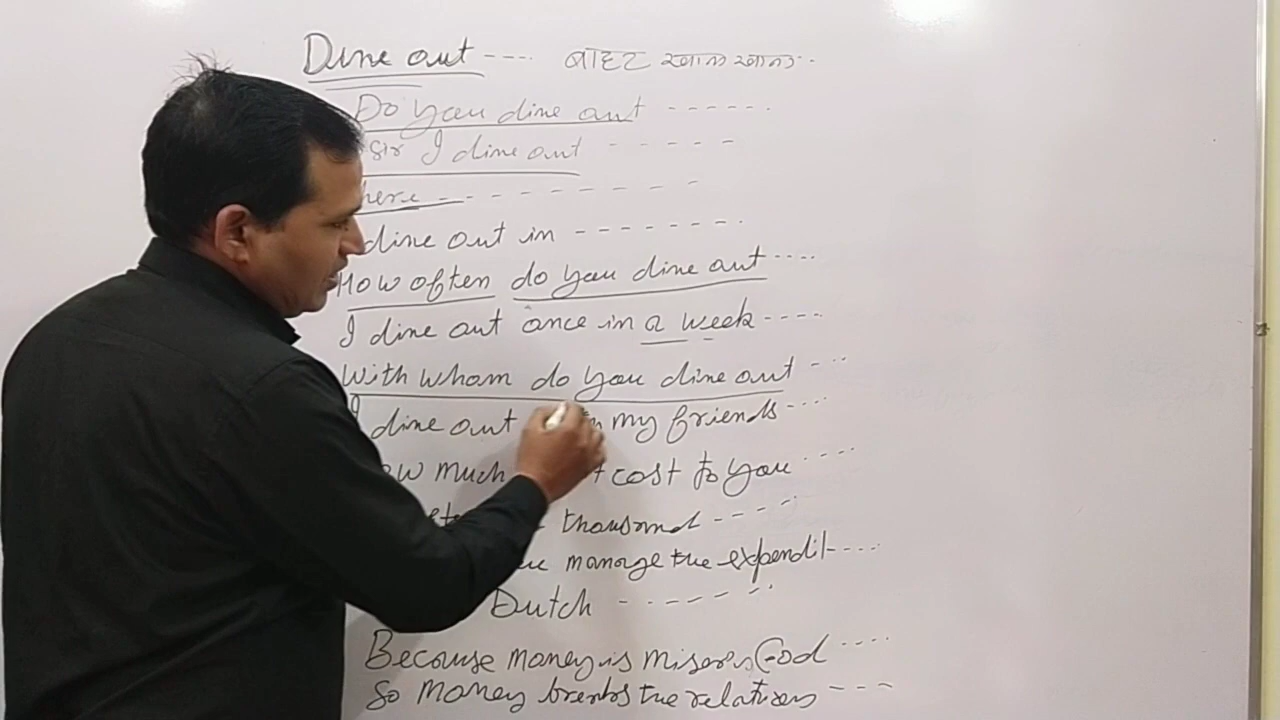 Dine out ---- बाहर खाना खाना..
Do you dine out ------.
Sir I dine out - - - - -
here - - - - - - - - -
dine out in - - - - - - - .
How often do you dine out ----
I dine out once in a week ----
With whom do you dine out - --
I dine out my friends ----
much cost to you ----
thousand - - - - -
manage the expendit----
Dutch - - - - - - -
Because money is misers God ----
So money breaks the relations - - -